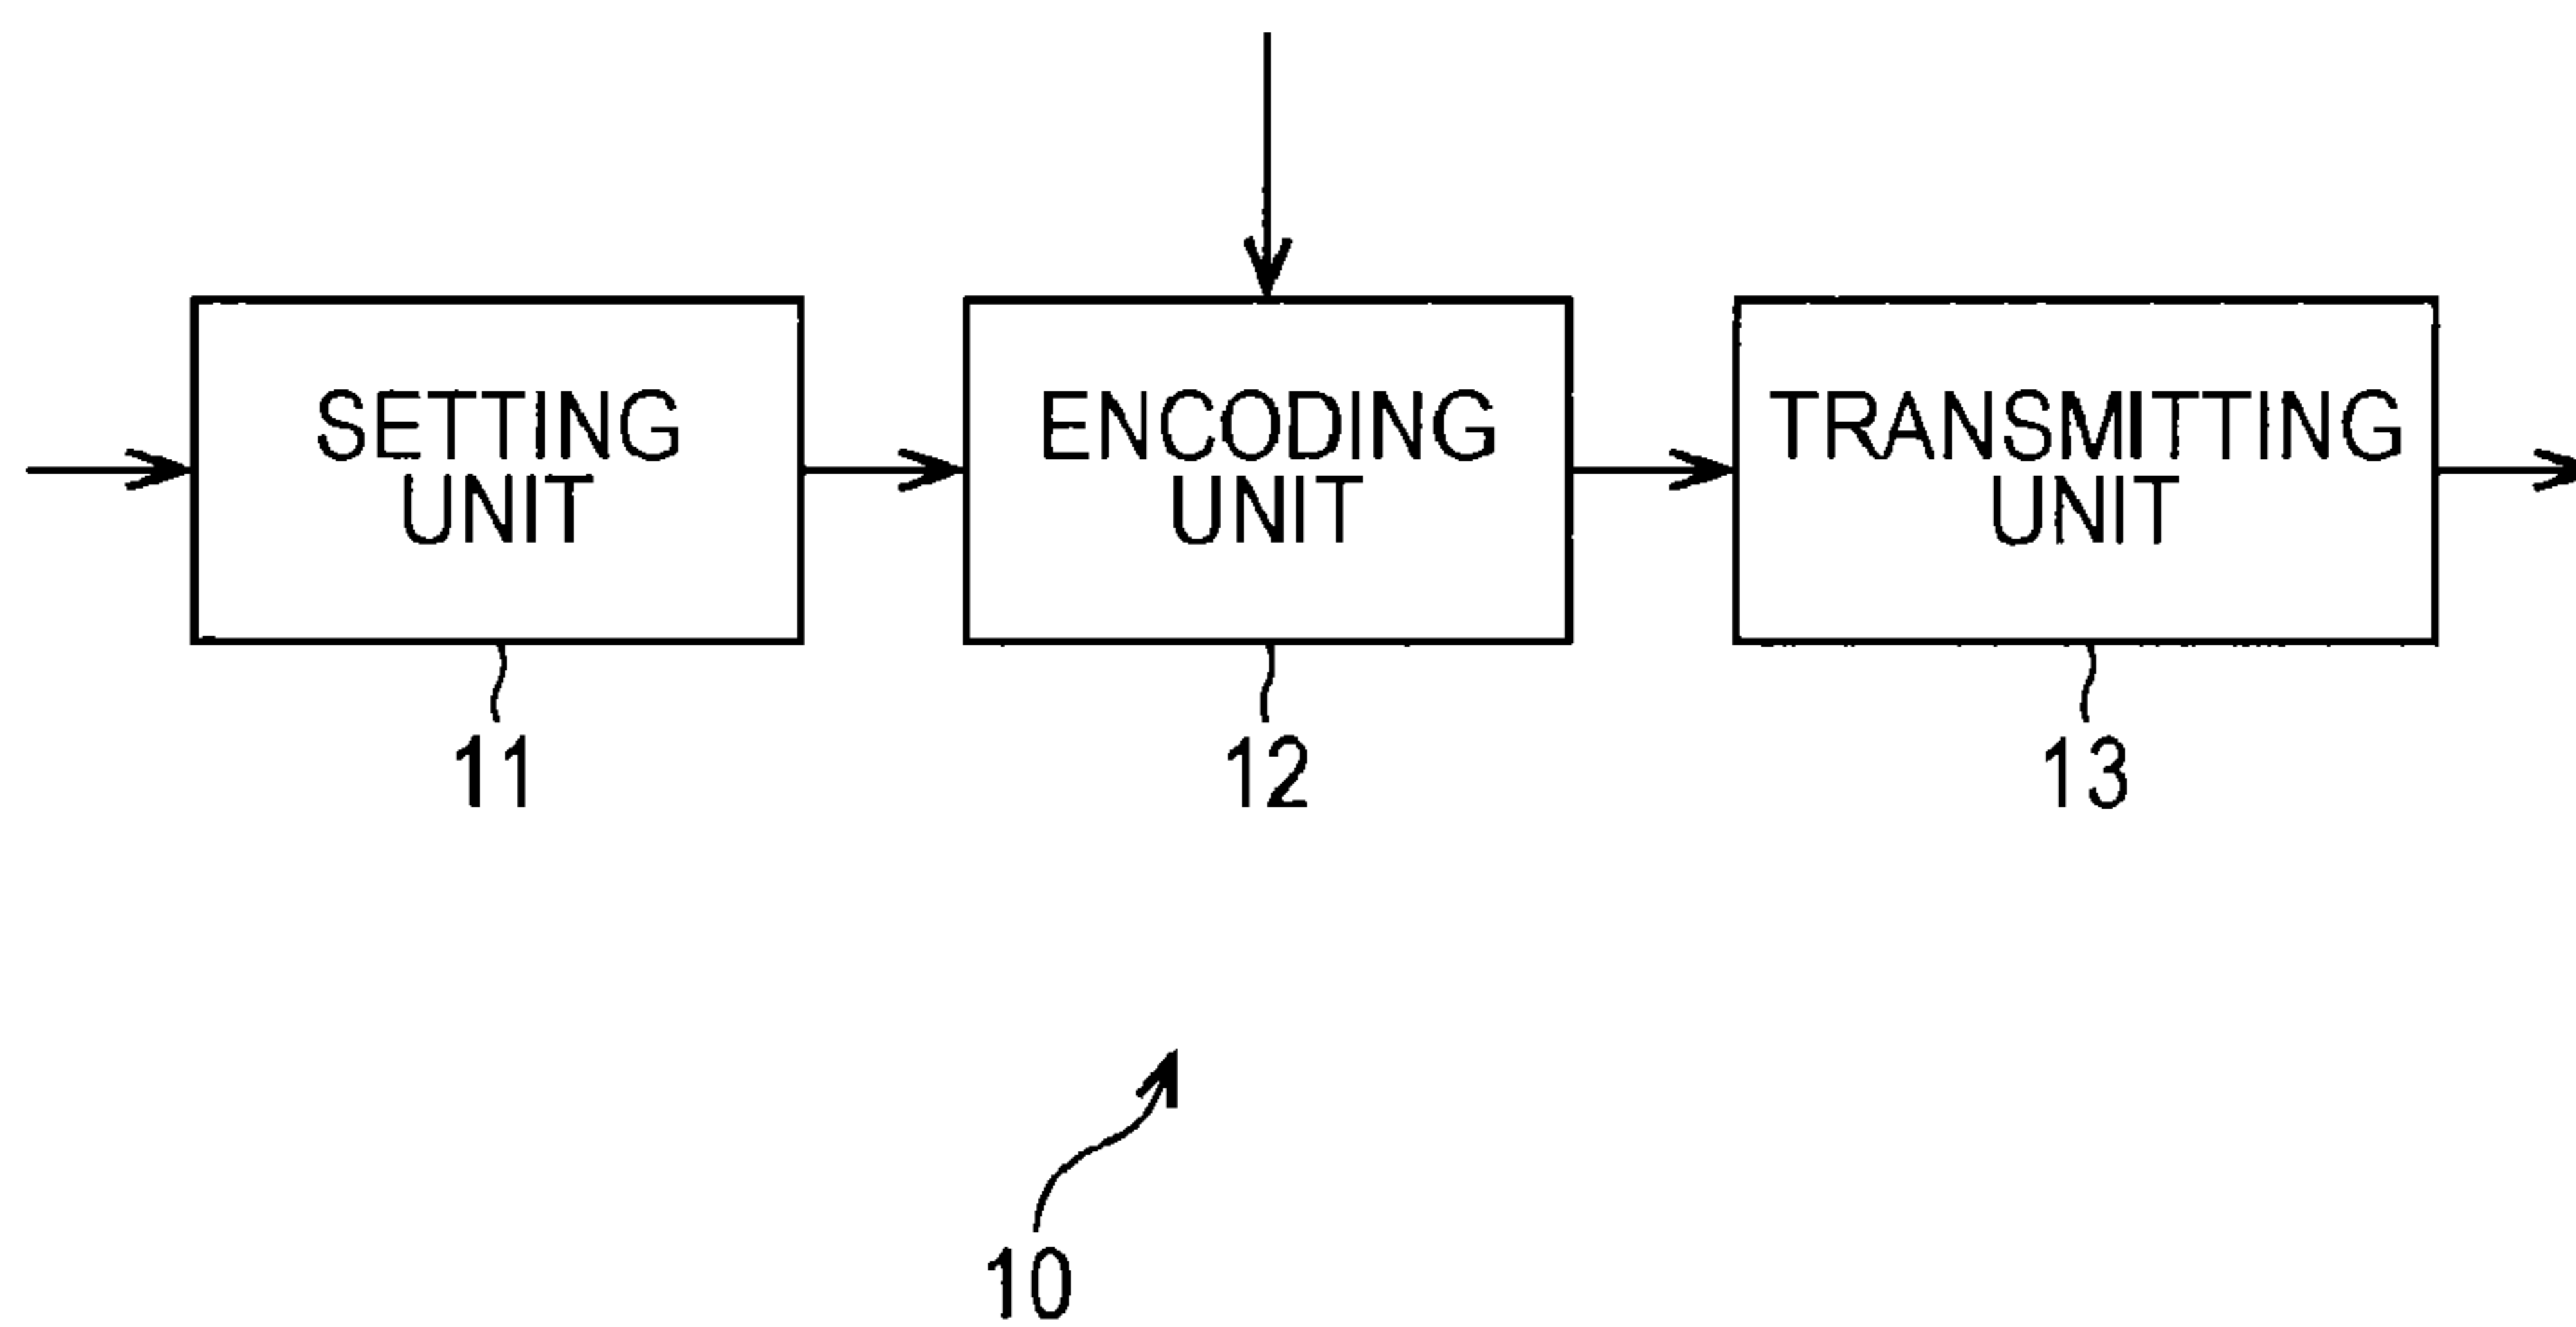 SETTING
UNIT
ENCODING
UNIT
TRANSMITTING
UNIT
11
12
13
10